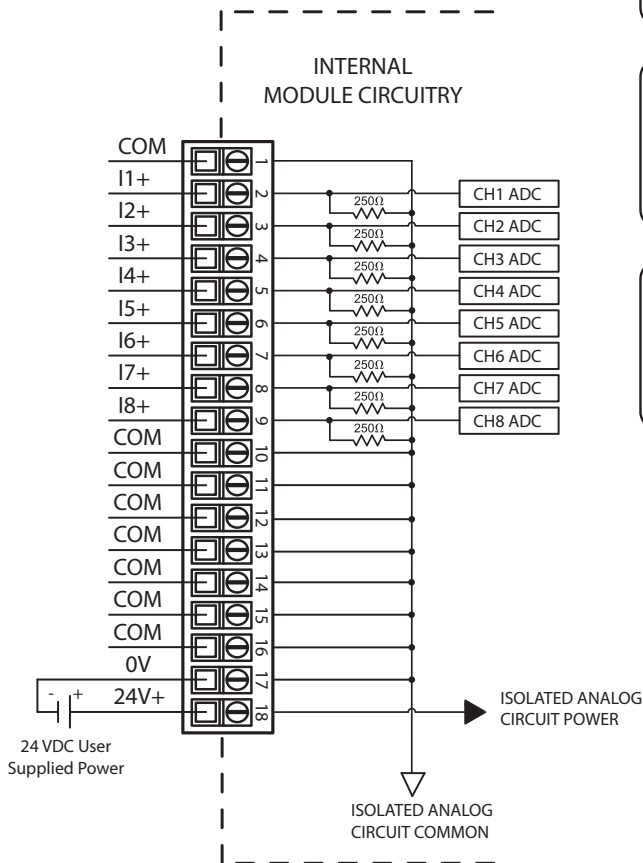 INTERNAL
MODULE CIRCUITRY
COM
1
I1+
2
250Ω
CH1 ADC
I2+
3
250Ω
CH2 ADC
I3+
4
250Ω
CH3 ADC
I4+
5
250Ω
CH4 ADC
I5+
6
250Ω
CH5 ADC
I6+
7
250Ω
CH6 ADC
I7+
8
250Ω
CH7 ADC
I8+
9
250Ω
CH8 ADC
COM
10
COM
11
COM
12
COM
13
COM
14
COM
15
COM
16
0V
17
- +
24V+
18
ISOLATED ANALOG
CIRCUIT POWER
24 VDC User
Supplied Power
ISOLATED ANALOG
CIRCUIT COMMON